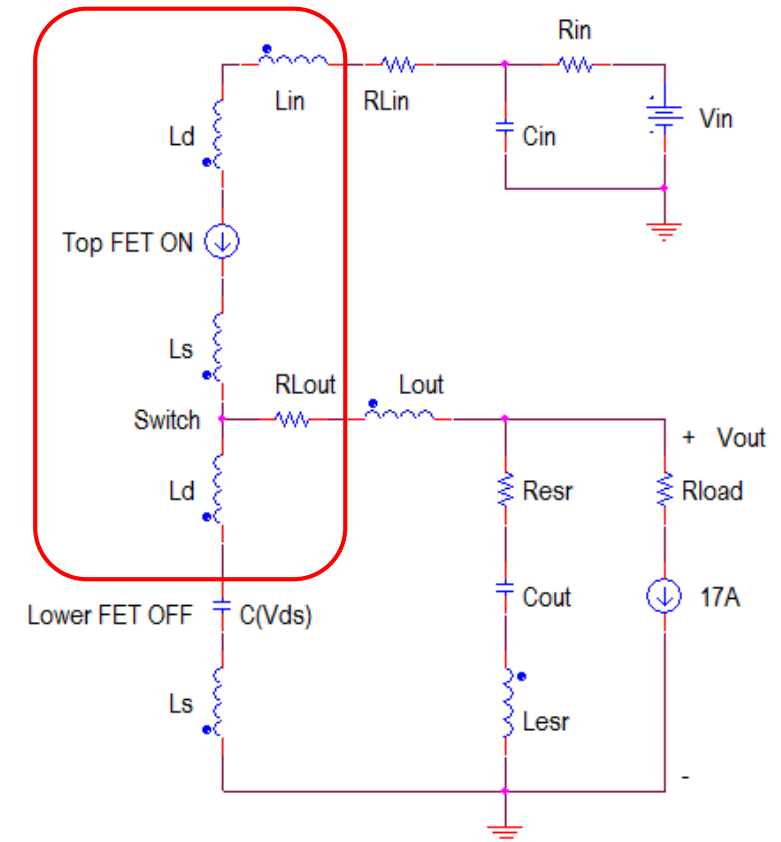 Rin
Lin
RLin
Cin
Vin
Ld
Top FET ON
Ls
RLout
Lout
Switch
+ Vout
Ld
Resr
Rload
Lower FET OFF
C(Vds)
Cout
17A
Ls
Lesr
-